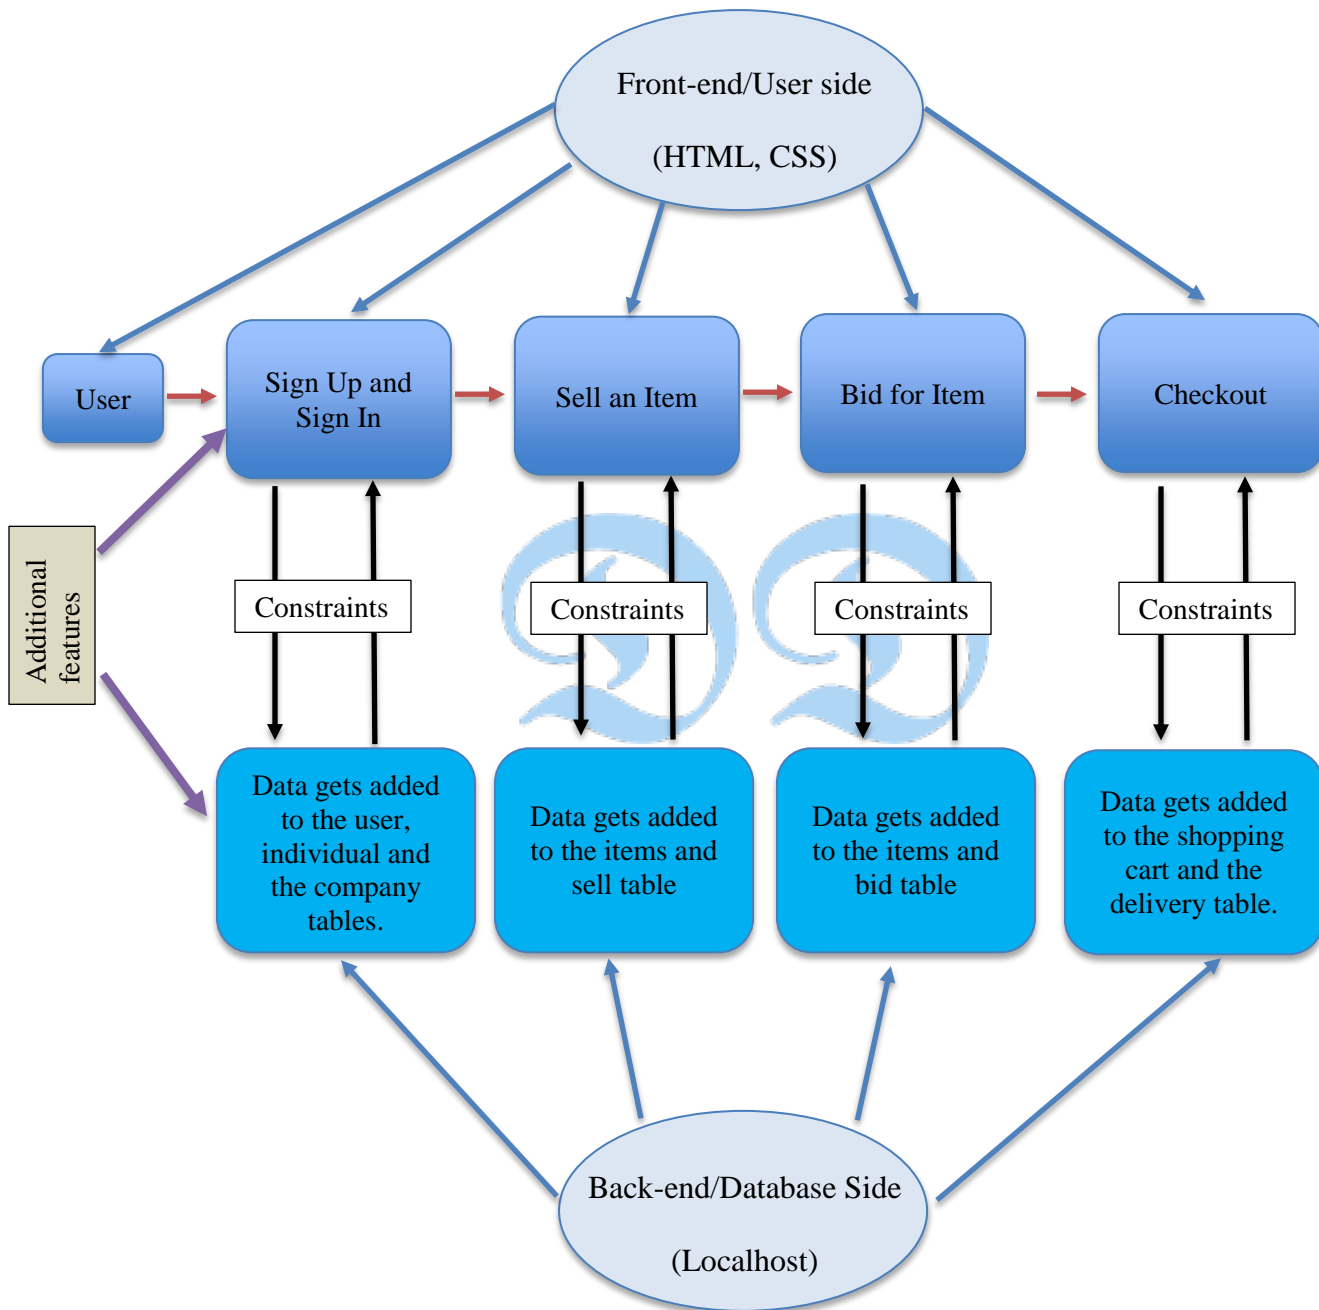 Front-end/User side
(HTML, CSS)
User
Sign Up and
Sign In
Sell an Item
Bid for Item
Checkout
Additional
features
Constraints
Constraints
Constraints
Constraints
Data gets added
to the user,
individual and
the company
tables.
Data gets added
to the items and
sell table
Data gets added
to the items and
bid table
Data gets added
to the shopping
cart and the
delivery table.
Back-end/Database Side
(Localhost)